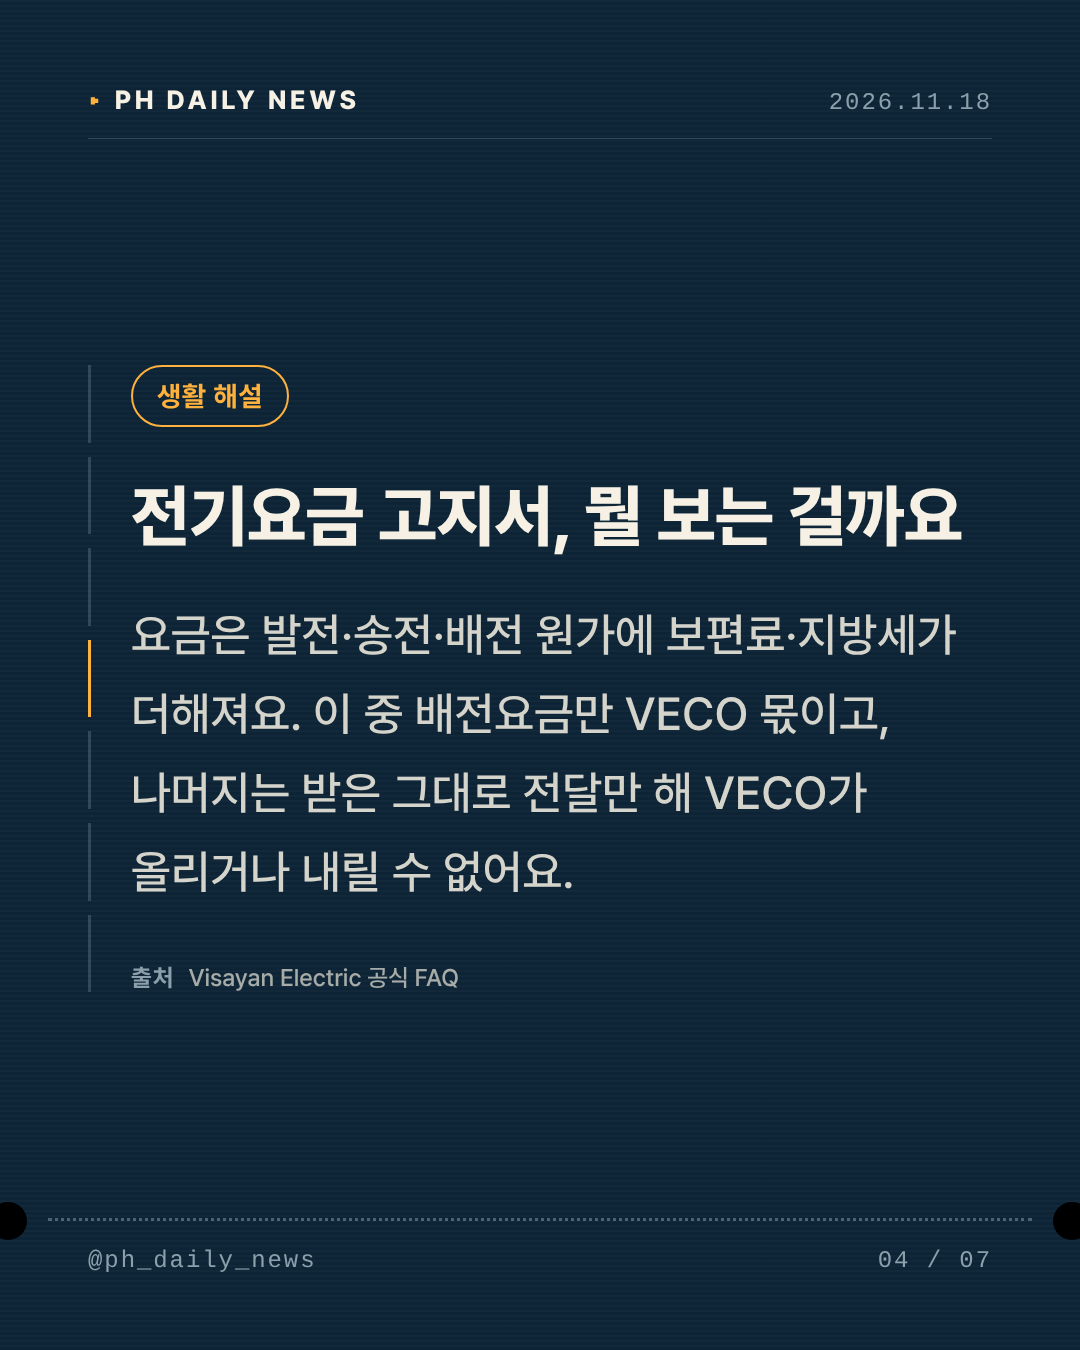 PH DAILY NEWS
2026.11.18
생활 해설
전기요금 고지서, 뭘 보는 걸까요
요금은 발전·송전·배전 원가에 보편료·지방세가
더해져요. 이 중 배전요금만 VECO 몫이고,
나머지는 받은 그대로 전달만 해 VECO가
올리거나 내릴 수 없어요.
출처 Visayan Electric 공식 FAQ
@ph_daily_news
04 / 07